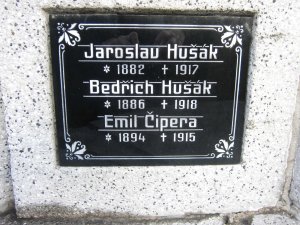 Jaroslav Hušák
* 1882 † 1917
Bedřich Hušák
* 1886 † 1918
Emil Čipera
* 1894 † 1915